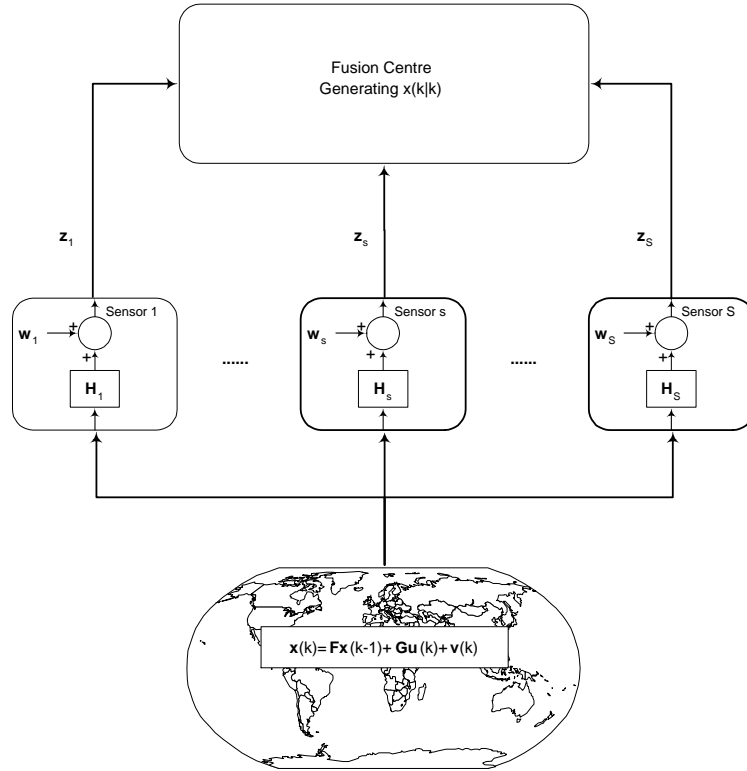 Fusion Centre
Generating x(k|k)
z1
zs
zS
Sensor 1
Sensor s
Sensor S
w1
+
ws
+
wS
+
+
+
+
......
......
H1
Hs
HS
x(k)=Fx(k-1)+Gu(k)+v(k)